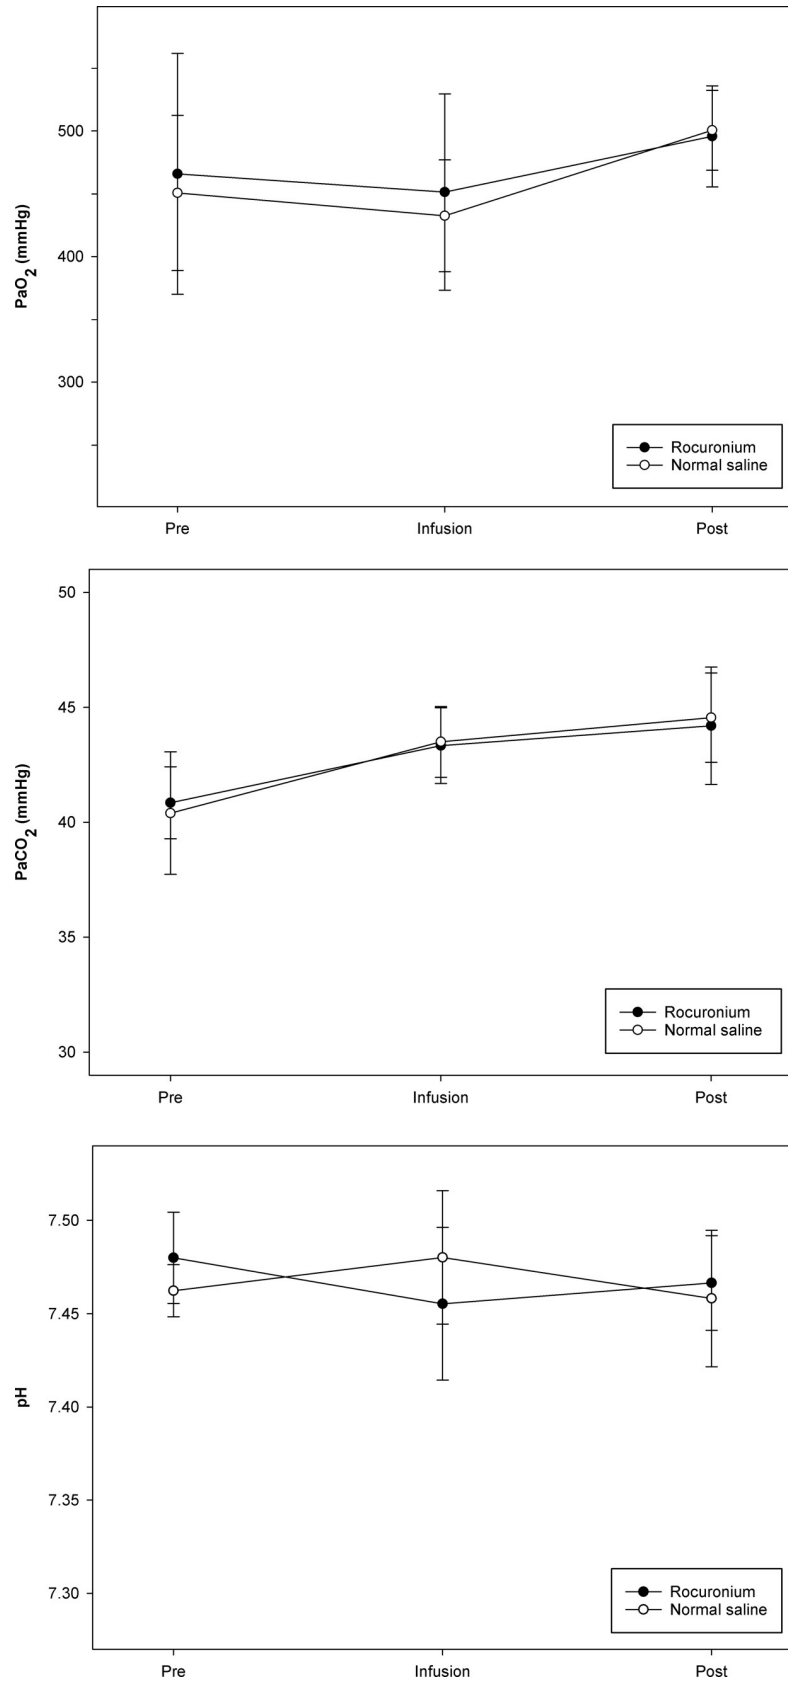 PaO2 (mmHg)
500
400
300
Rocuronium
Normal saline
Pre Infusion Post
PaCO2 (mmHg)
50
45
40
35
30
Rocuronium
Normal saline
Pre Infusion Post
pH
7.50
7.45
7.40
7.35
7.30
Rocuronium
Normal saline
Pre Infusion Post